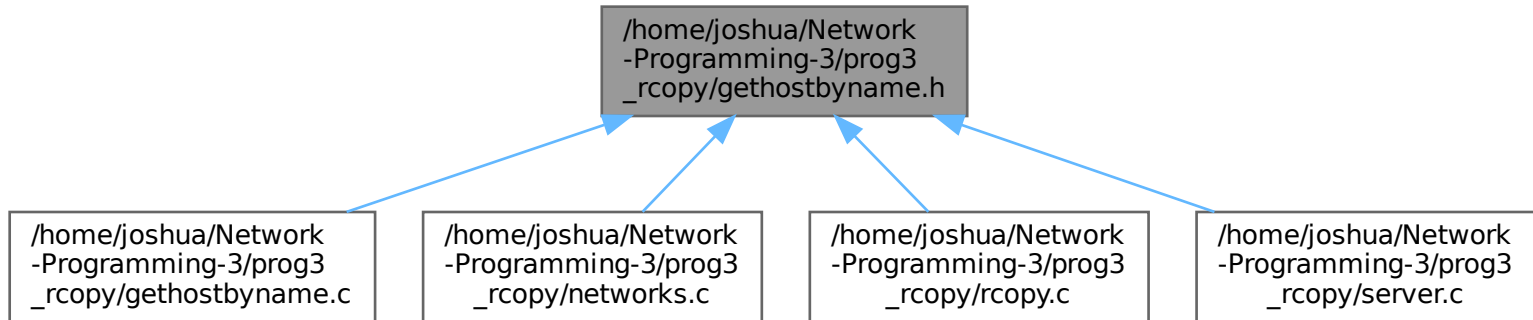 /home/joshua/Network
-Programming-3/prog3
_rcopy/gethostbyname.h
/home/joshua/Network
-Programming-3/prog3
_rcopy/gethostbyname.c
/home/joshua/Network
-Programming-3/prog3
_rcopy/networks.c
/home/joshua/Network
-Programming-3/prog3
_rcopy/rcopy.c
/home/joshua/Network
-Programming-3/prog3
_rcopy/server.c